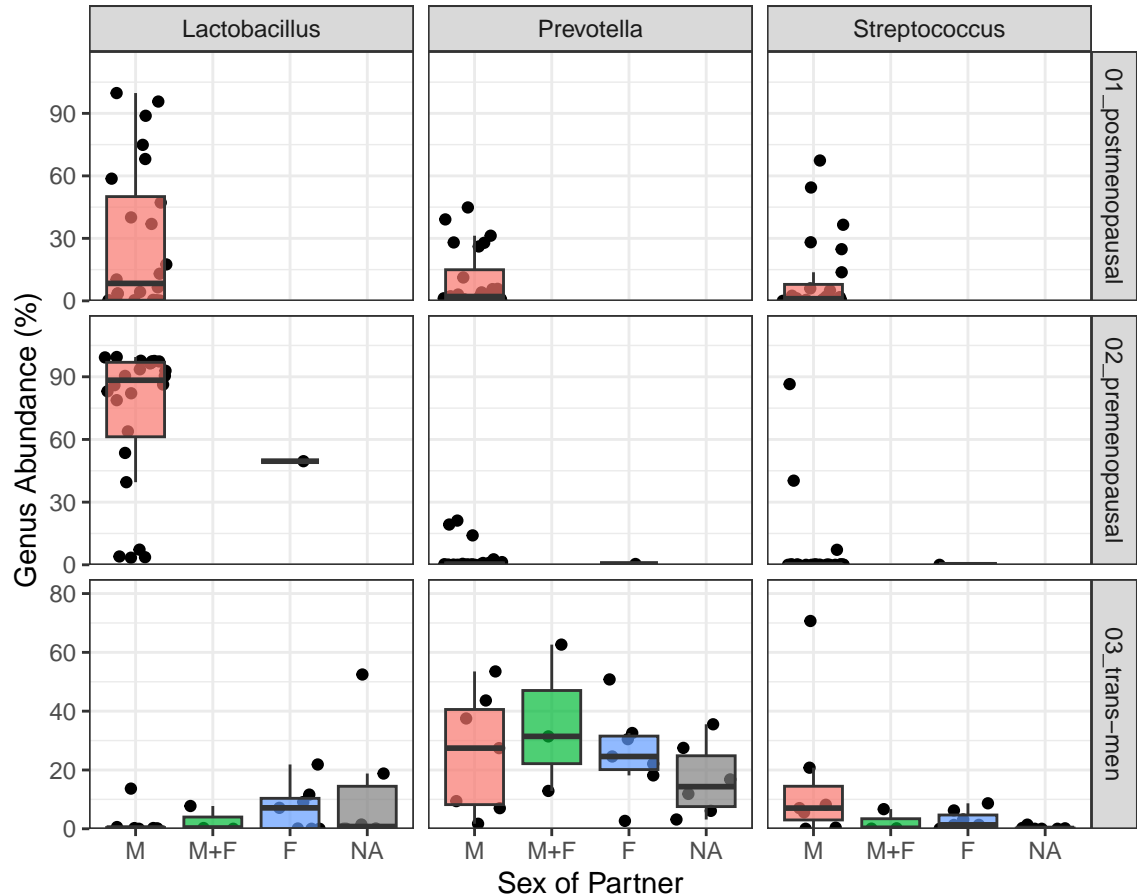 Lactobacillus Prevotella Streptococcus
Genus Abundance (%)
90
60
30
0
01_postmenopausal
90
60
30
0
02_premenopausal
80
60
40
20
0
03_trans-men
M M+F F NA M M+F F NA M M+F F NA
Sex of Partner